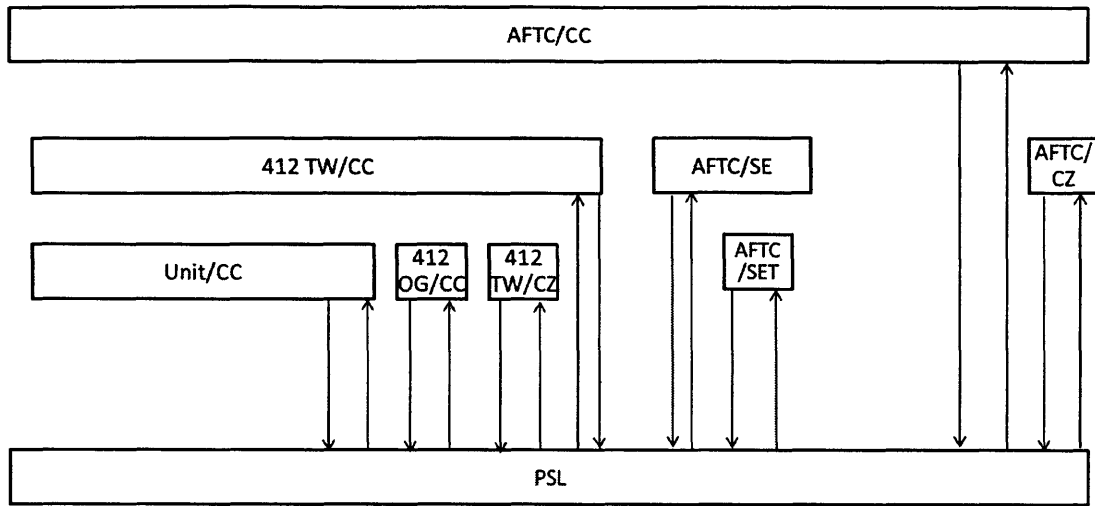 AFTC/CC
412 TW/CC
AFTC/SE
AFTC/
CZ
Unit/CC
412
OG/CC
412
TW/CZ
AFTC
/SET
PSL